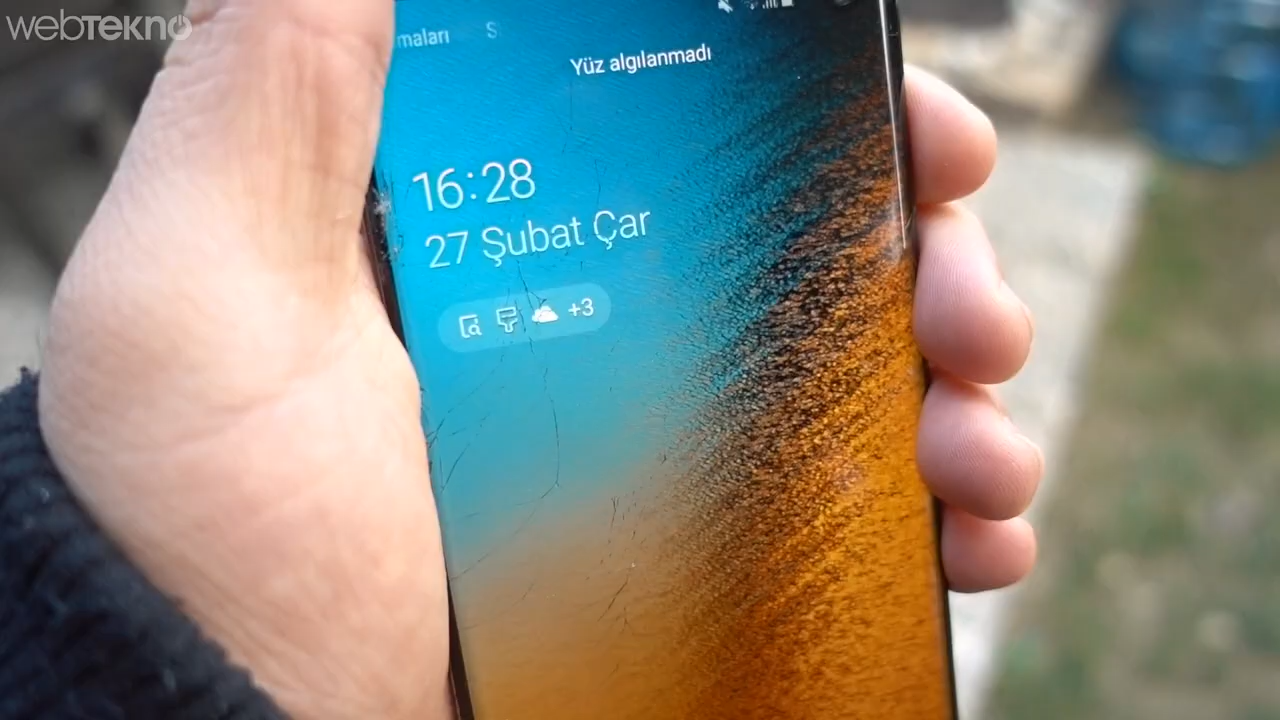 webtekno
maları S
Yüz algılanmadı
16:28
27 Şubat Çar
+3